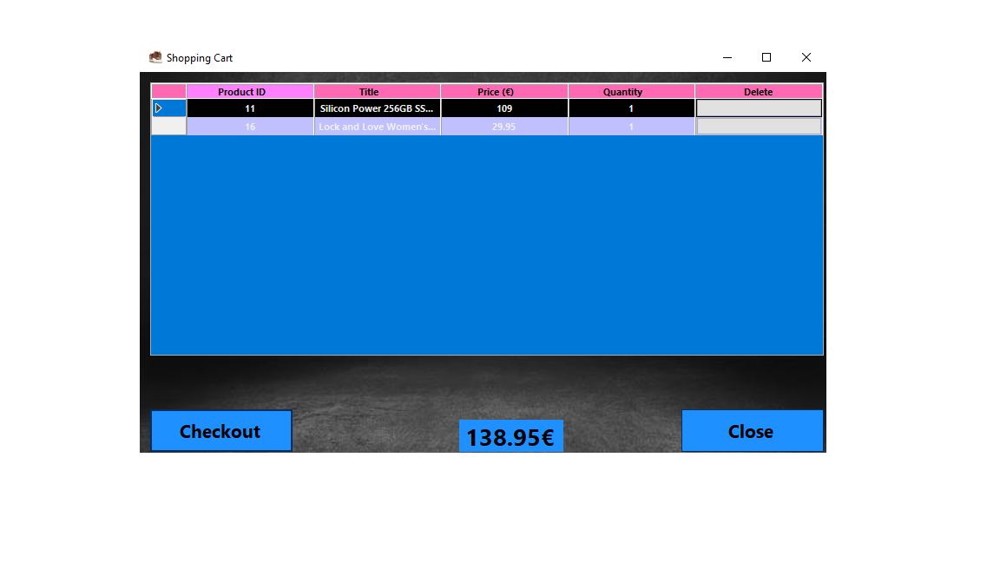 Shopping Cart
Product ID Title Price (€) Quantity Delete
11 Silicon Power 256GB SS... 109 1
16 Lock and Love Women's... 29.95 1
Checkout 138.95€ Close